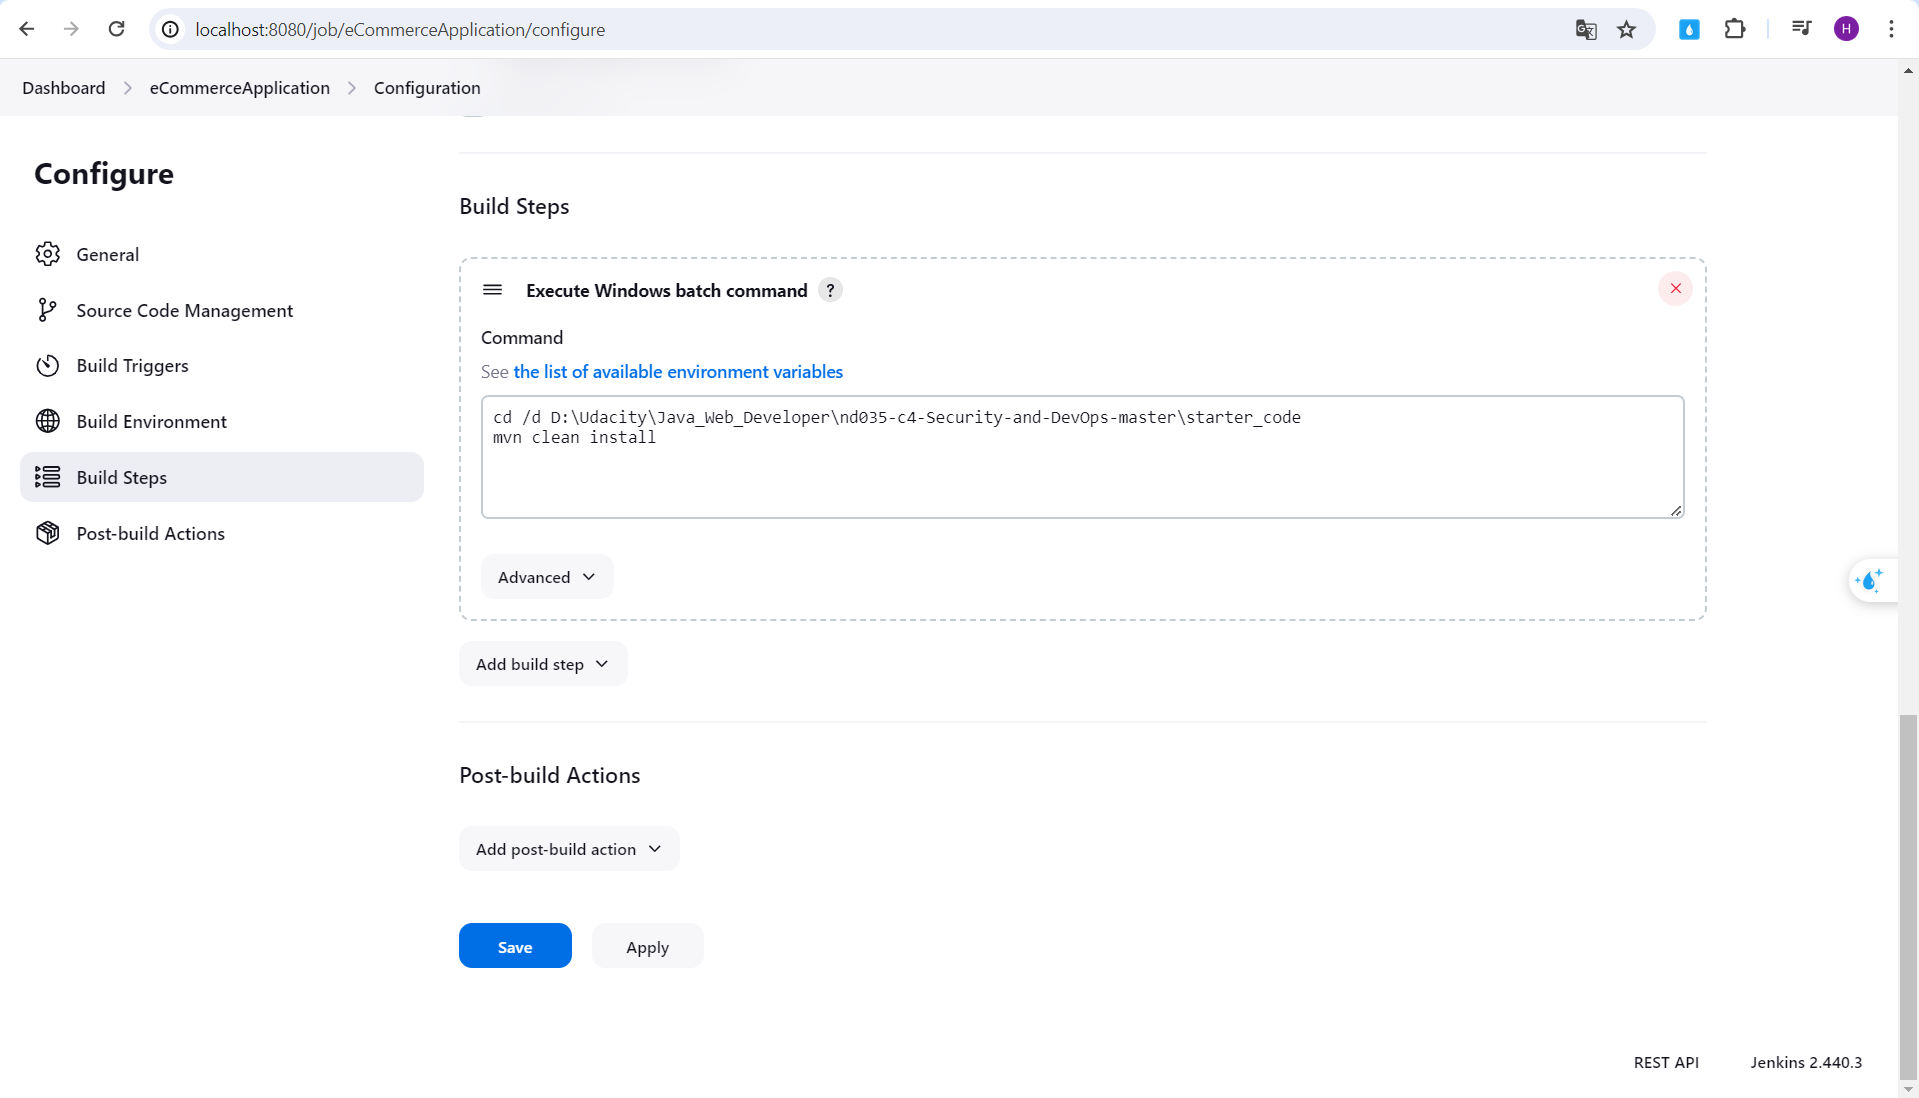 localhost:8080/job/eCommerceApplication/configure
H
Dashboard eCommerceApplication Configuration
Configure
General
Source Code Management
Build Triggers
Build Environment
Build Steps
Post-build Actions
Build Steps
Execute Windows batch command ?
Command
See the list of available environment variables
cd /d D:\Udacity\Java_Web_Developer\nd035-c4-Security-and-DevOps-master\starter_code
mvn clean install
Advanced
Add build step
Post-build Actions
Add post-build action
Save Apply
REST API Jenkins 2.440.3